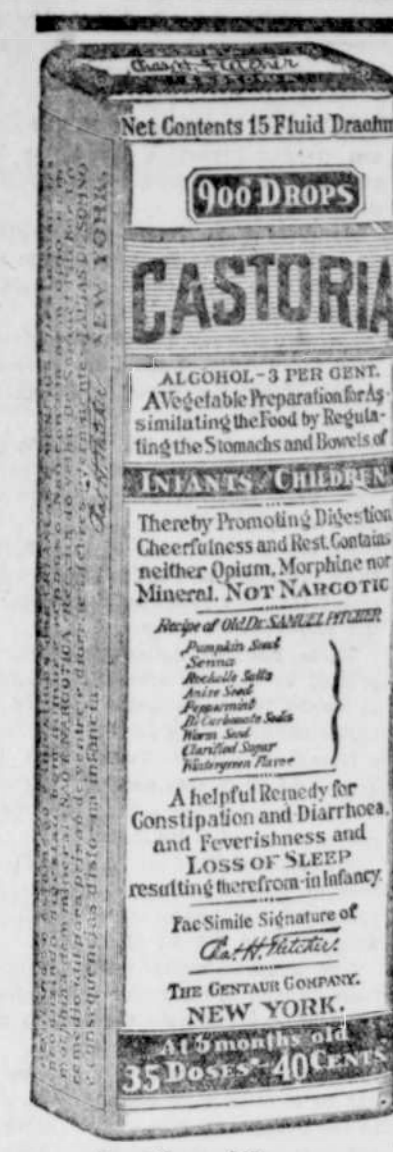 Chas. H. Fletcher
Net Contents 15 Fluid Drachm
900 DROPS
CASTORIA
ALCOHOL-3 PER CENT.
A Vegetable Preparation for As-
similating the Food by Regula-
ting the Stomachs and Bowels of
INFANTS CHILDREN
Thereby Promoting Digestion
Cheerfulness and Rest. Contains
neither Opium, Morphine nor
Mineral. NOT NARCOTIC
Recipe of Old Dr. SAMUEL PITCHER
Pumpkin Seed
Senna
Rochelle Salts
Anise Seed
Peppermint
Bi Carbonate Soda
Worm Seed
Clarified Sugar
Wintergreen Flavor
A helpful Remedy for
Constipation and Diarrhoea,
and Feverishness and
LOSS OF SLEEP
resulting therefrom-in Infancy.
Fac-Simile Signature of
Chas. H. Fletcher.
THE CENTAUR COMPANY.
NEW YORK.
At 6 months old
35 DOSES - 40 CENTS
Chas. H. Fletcher NEW YORK.